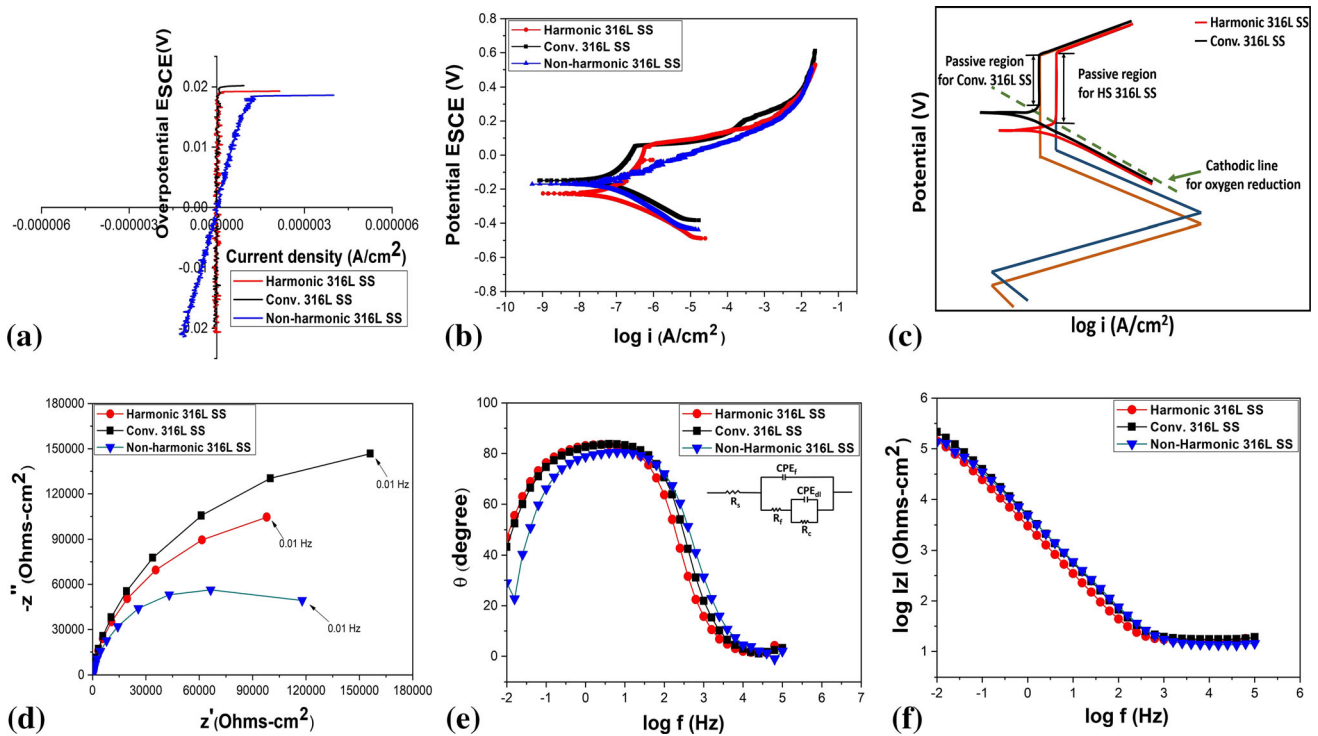 Overpotential ESCE(V)
0.02
0.01
0.00
-0.01
-0.02
-0.000006
-0.000003
0.000000
0.000003
0.000006
Current density (A/cm2)
Harmonic 316L SS
Conv. 316L SS
Non-harmonic 316L SS
(a)
Potential ESCE (V)
0.8
0.6
0.4
0.2
0.0
-0.2
-0.4
-0.6
-0.8
Harmonic 316L SS
Conv. 316L SS
Non-harmonic 316L SS
-10 -9 -8 -7 -6 -5 -4 -3 -2 -1 0
log i (A/cm2)
(b)
Potential (V)
Harmonic 316L SS
Conv. 316L SS
Passive region
for Conv. 316L SS
Passive region
for HS 316L SS
Cathodic line
for oxygen reduction
log i (A/cm2)
(c)
-z''(Ohms-cm2)
180000
150000
120000
90000
60000
30000
0
Harmonic 316L SS
Conv. 316L SS
Non-harmonic 316L SS
0.01 Hz
0.01 Hz
0.01 Hz
0 30000 60000 90000 120000 150000 180000
z'(Ohms-cm2)
(d)
θ (degree)
100
80
60
40
20
0
Harmonic 316L SS
Conv. 316L SS
Non-Harmonic 316L SS
CPEf
Rs
CPEdl
Rf
Rc
-2 -1 0 1 2 3 4 5 6
log f (Hz)
(e)
log IzI (Ohms-cm2)
6
5
4
3
2
1
Harmonic 316L SS
Conv. 316L SS
Non-Harmonic 316L SS
-2 -1 0 1 2 3 4 5 6
log f (Hz)
(f)